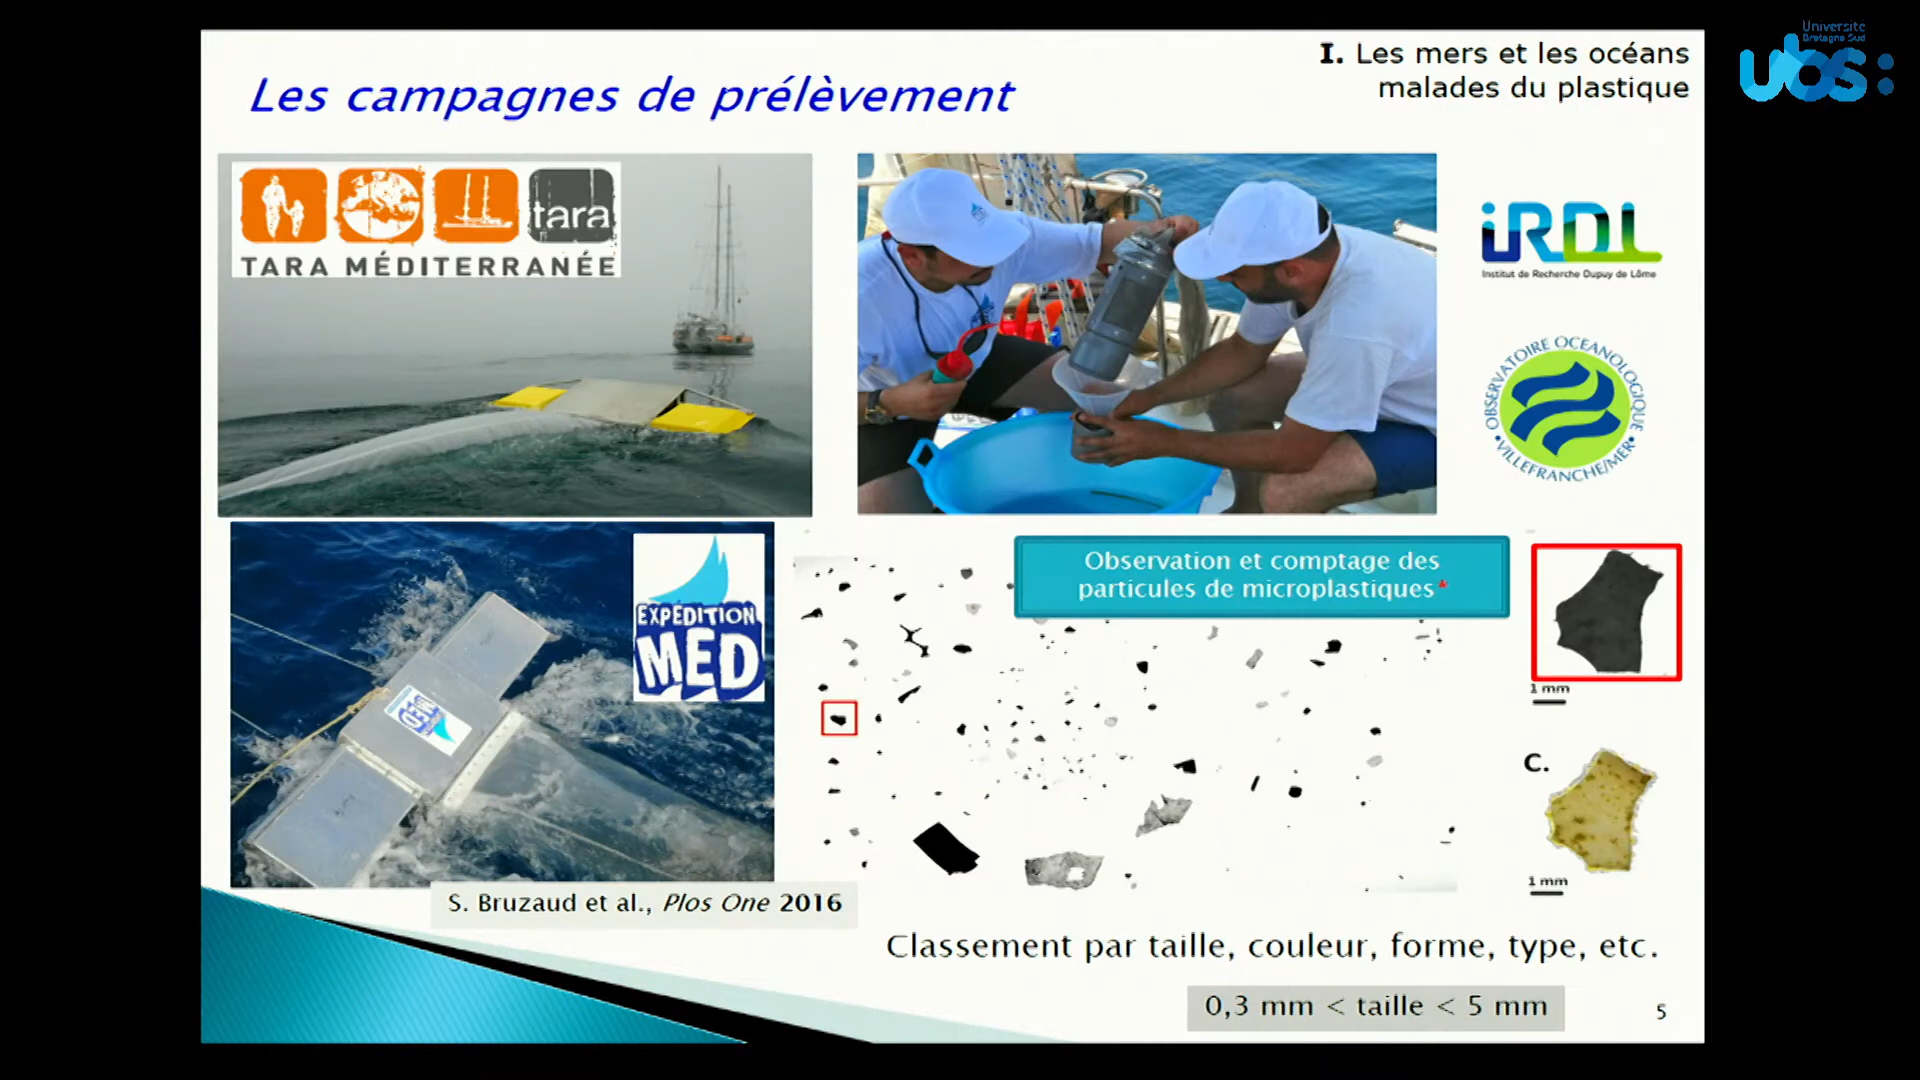 Université
Bretagne Sud
ubs:
I. Les mers et les océans
malades du plastique
Les campagnes de prélèvement
tara
TARA MÉDITERRANÉE
iRDL
Institut de Recherche Dupuy de Lôme
OBSERVATOIRE OCEANOLOGIQUE
• VILLEFRANCHE/MER •
EXPÉDITION
MED
MED
Observation et comptage des
particules de microplastiques*
1 mm
C.
1 mm
S. Bruzaud et al., Plos One 2016
Classement par taille, couleur, forme, type, etc.
0,3 mm < taille < 5 mm
5